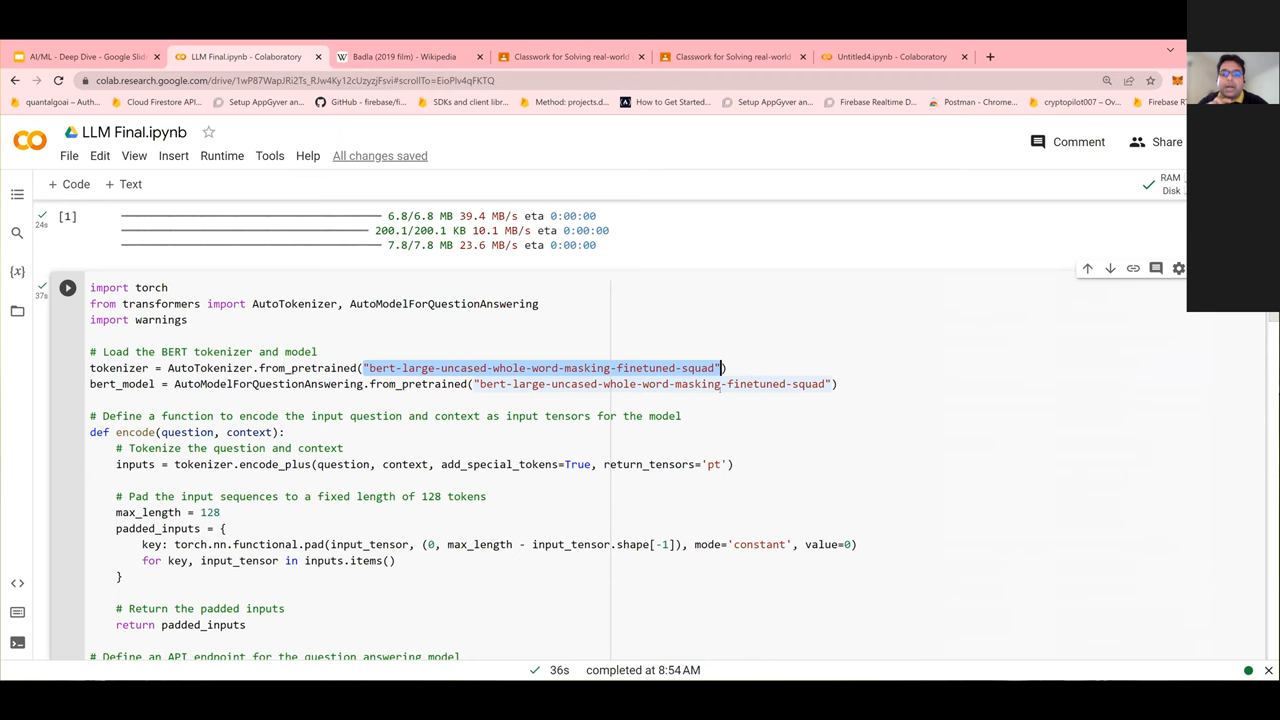 AI/ML - Deep Dive - Google Slid
LLM Final.ipynb - Colaboratory
Badla (2019 film) - Wikipedia
Classwork for Solving real-world
Classwork for Solving real-world
Untitled4.ipynb - Colaboratory
colab.research.google.com/drive/1wP87WapJRi2Ts_RJw4Ky12cUzyzjFsvi#scrollTo=EioPlv4qFKTQ
quantalgoai – Auth...
Cloud Firestore API...
Setup AppGyver an...
GitHub - firebase/fi...
SDKs and client libr...
Method: projects.d...
How to Get Started...
Setup AppGyver an...
Firebase Realtime D...
Postman - Chrome...
cryptopilot007 – Ov...
Firebase R
LLM Final.ipynb
File Edit View Insert Runtime Tools Help All changes saved
Comment
Share
+ Code + Text
RAM
Disk
[1]
24s
6.8/6.8 MB 39.4 MB/s eta 0:00:00
200.1/200.1 KB 10.1 MB/s eta 0:00:00
7.8/7.8 MB 23.6 MB/s eta 0:00:00
37s
import torch
from transformers import AutoTokenizer, AutoModelForQuestionAnswering
import warnings
# Load the BERT tokenizer and model
tokenizer = AutoTokenizer.from_pretrained("bert-large-uncased-whole-word-masking-finetuned-squad")
bert_model = AutoModelForQuestionAnswering.from_pretrained("bert-large-uncased-whole-word-masking-finetuned-squad")
# Define a function to encode the input question and context as input tensors for the model
def encode(question, context):
# Tokenize the question and context
inputs = tokenizer.encode_plus(question, context, add_special_tokens=True, return_tensors='pt')
# Pad the input sequences to a fixed length of 128 tokens
max_length = 128
padded_inputs = {
key: torch.nn.functional.pad(input_tensor, (0, max_length - input_tensor.shape[-1]), mode='constant', value=0)
for key, input_tensor in inputs.items()
}
# Return the padded inputs
return padded_inputs
# Define an API endpoint for the question answering model
36s completed at 8:54 AM